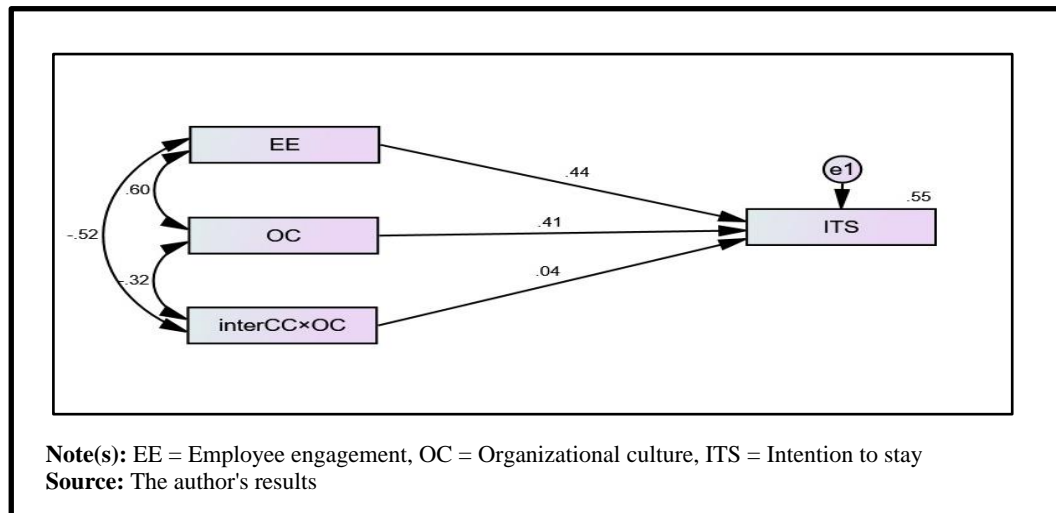 EE
.44
e1
.55
.60
-.52
OC
.41
ITS
-.32
.04
interCC×OC
Note(s): EE = Employee engagement, OC = Organizational culture, ITS = Intention to stay
Source: The author's results